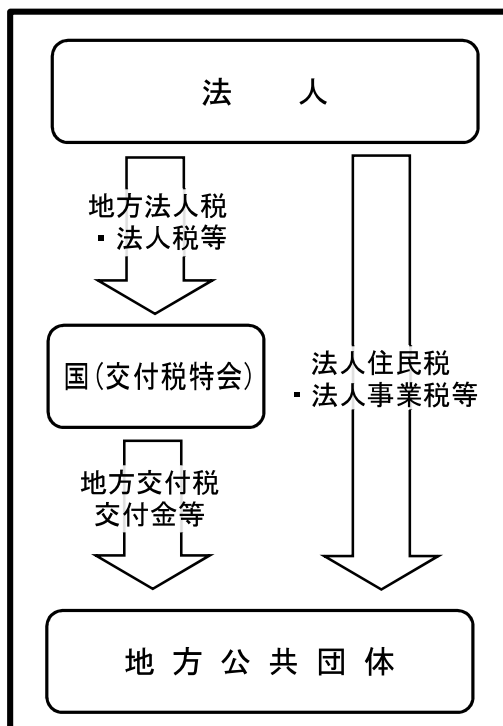 法人
地方法人税
・法人税等
国(交付税特会)
法人住民税
・法人事業税等
地方交付税
交付金等
地方公共団体